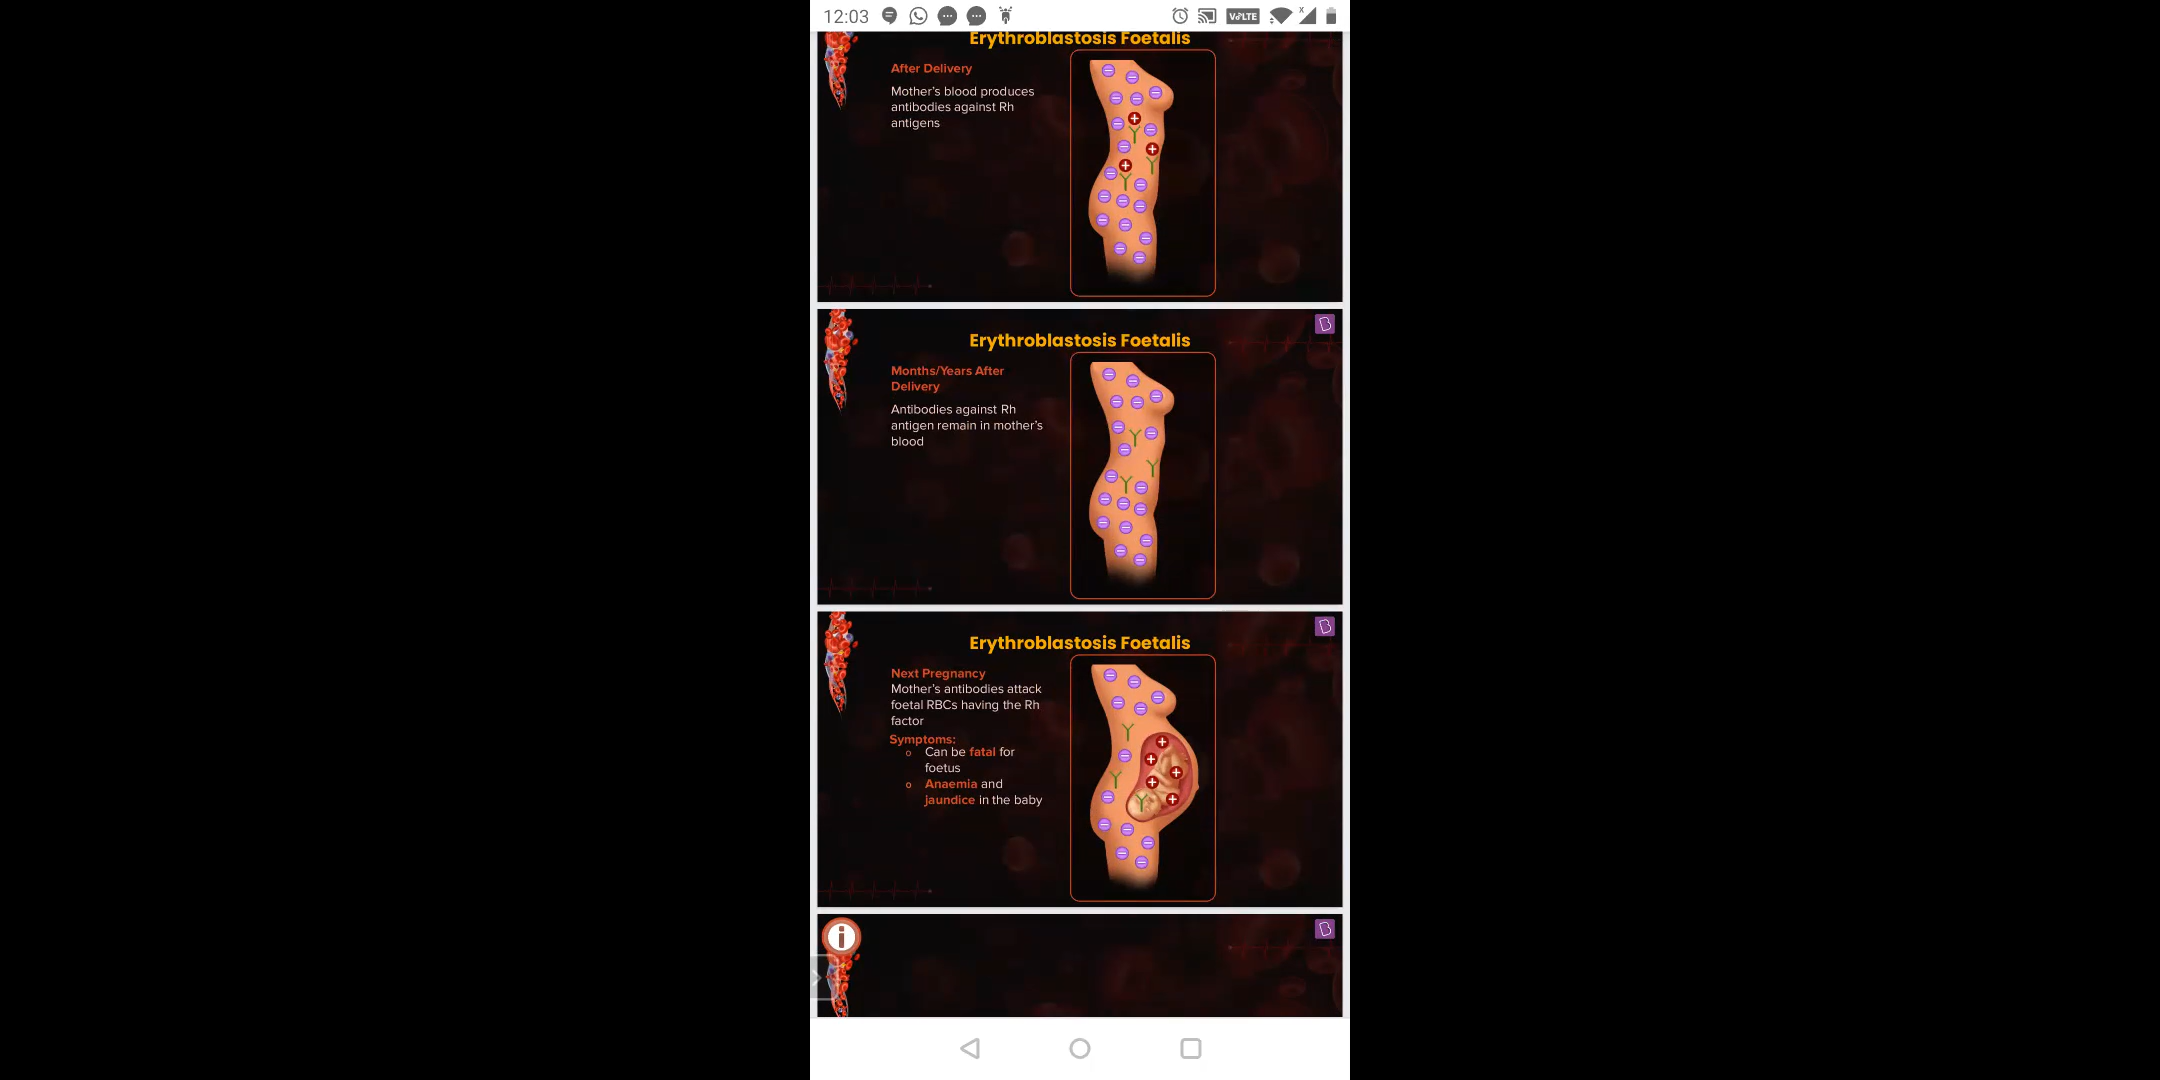 12:03
VoLTE
x
Erythroblastosis Foetalis
After Delivery
Mother's blood produces
antibodies against Rh
antigens
Erythroblastosis Foetalis
Months/Years After
Delivery
Antibodies against Rh
antigen remain in mother's
blood
Erythroblastosis Foetalis
Next Pregnancy
Mother's antibodies attack
foetal RBCs having the Rh
factor
Symptoms:
o Can be fatal for
foetus
o Anaemia and
jaundice in the baby